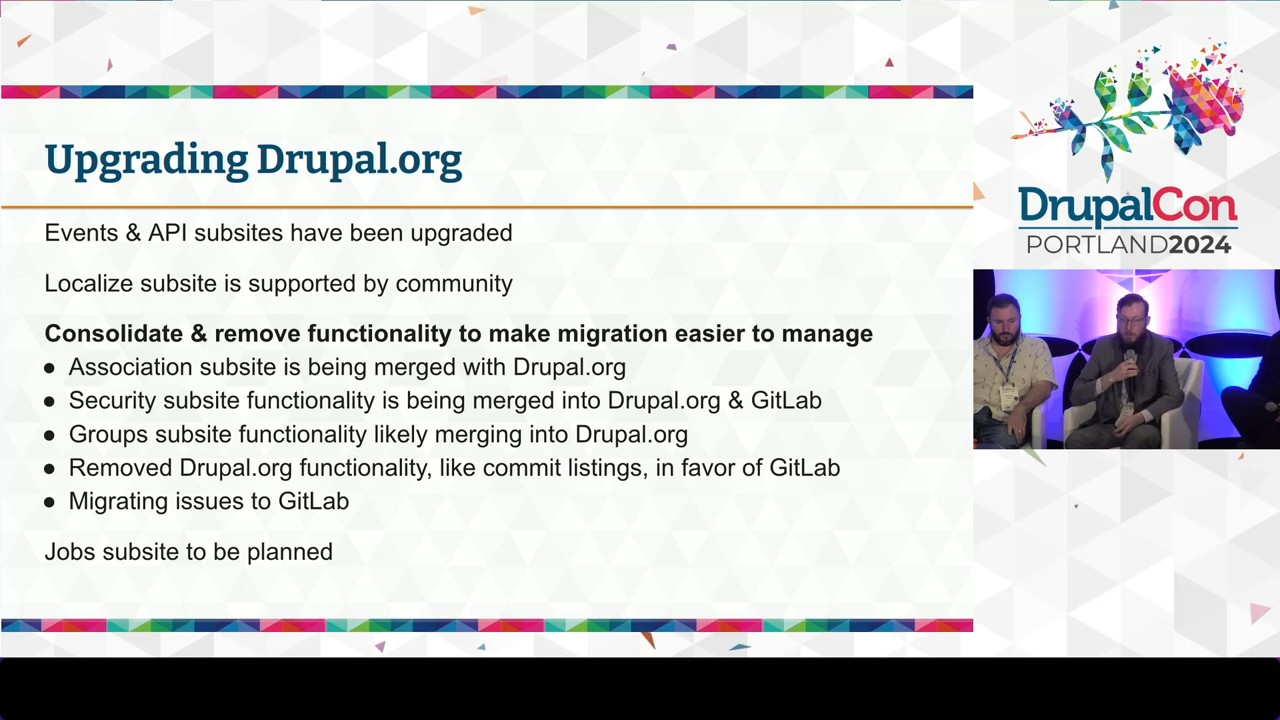 Upgrading Drupal.org
Events & API subsites have been upgraded
Localize subsite is supported by community
Consolidate & remove functionality to make migration easier to manage
● Association subsite is being merged with Drupal.org
● Security subsite functionality is being merged into Drupal.org & GitLab
● Groups subsite functionality likely merging into Drupal.org
● Removed Drupal.org functionality, like commit listings, in favor of GitLab
● Migrating issues to GitLab
Jobs subsite to be planned
DrupalCon
PORTLAND2024